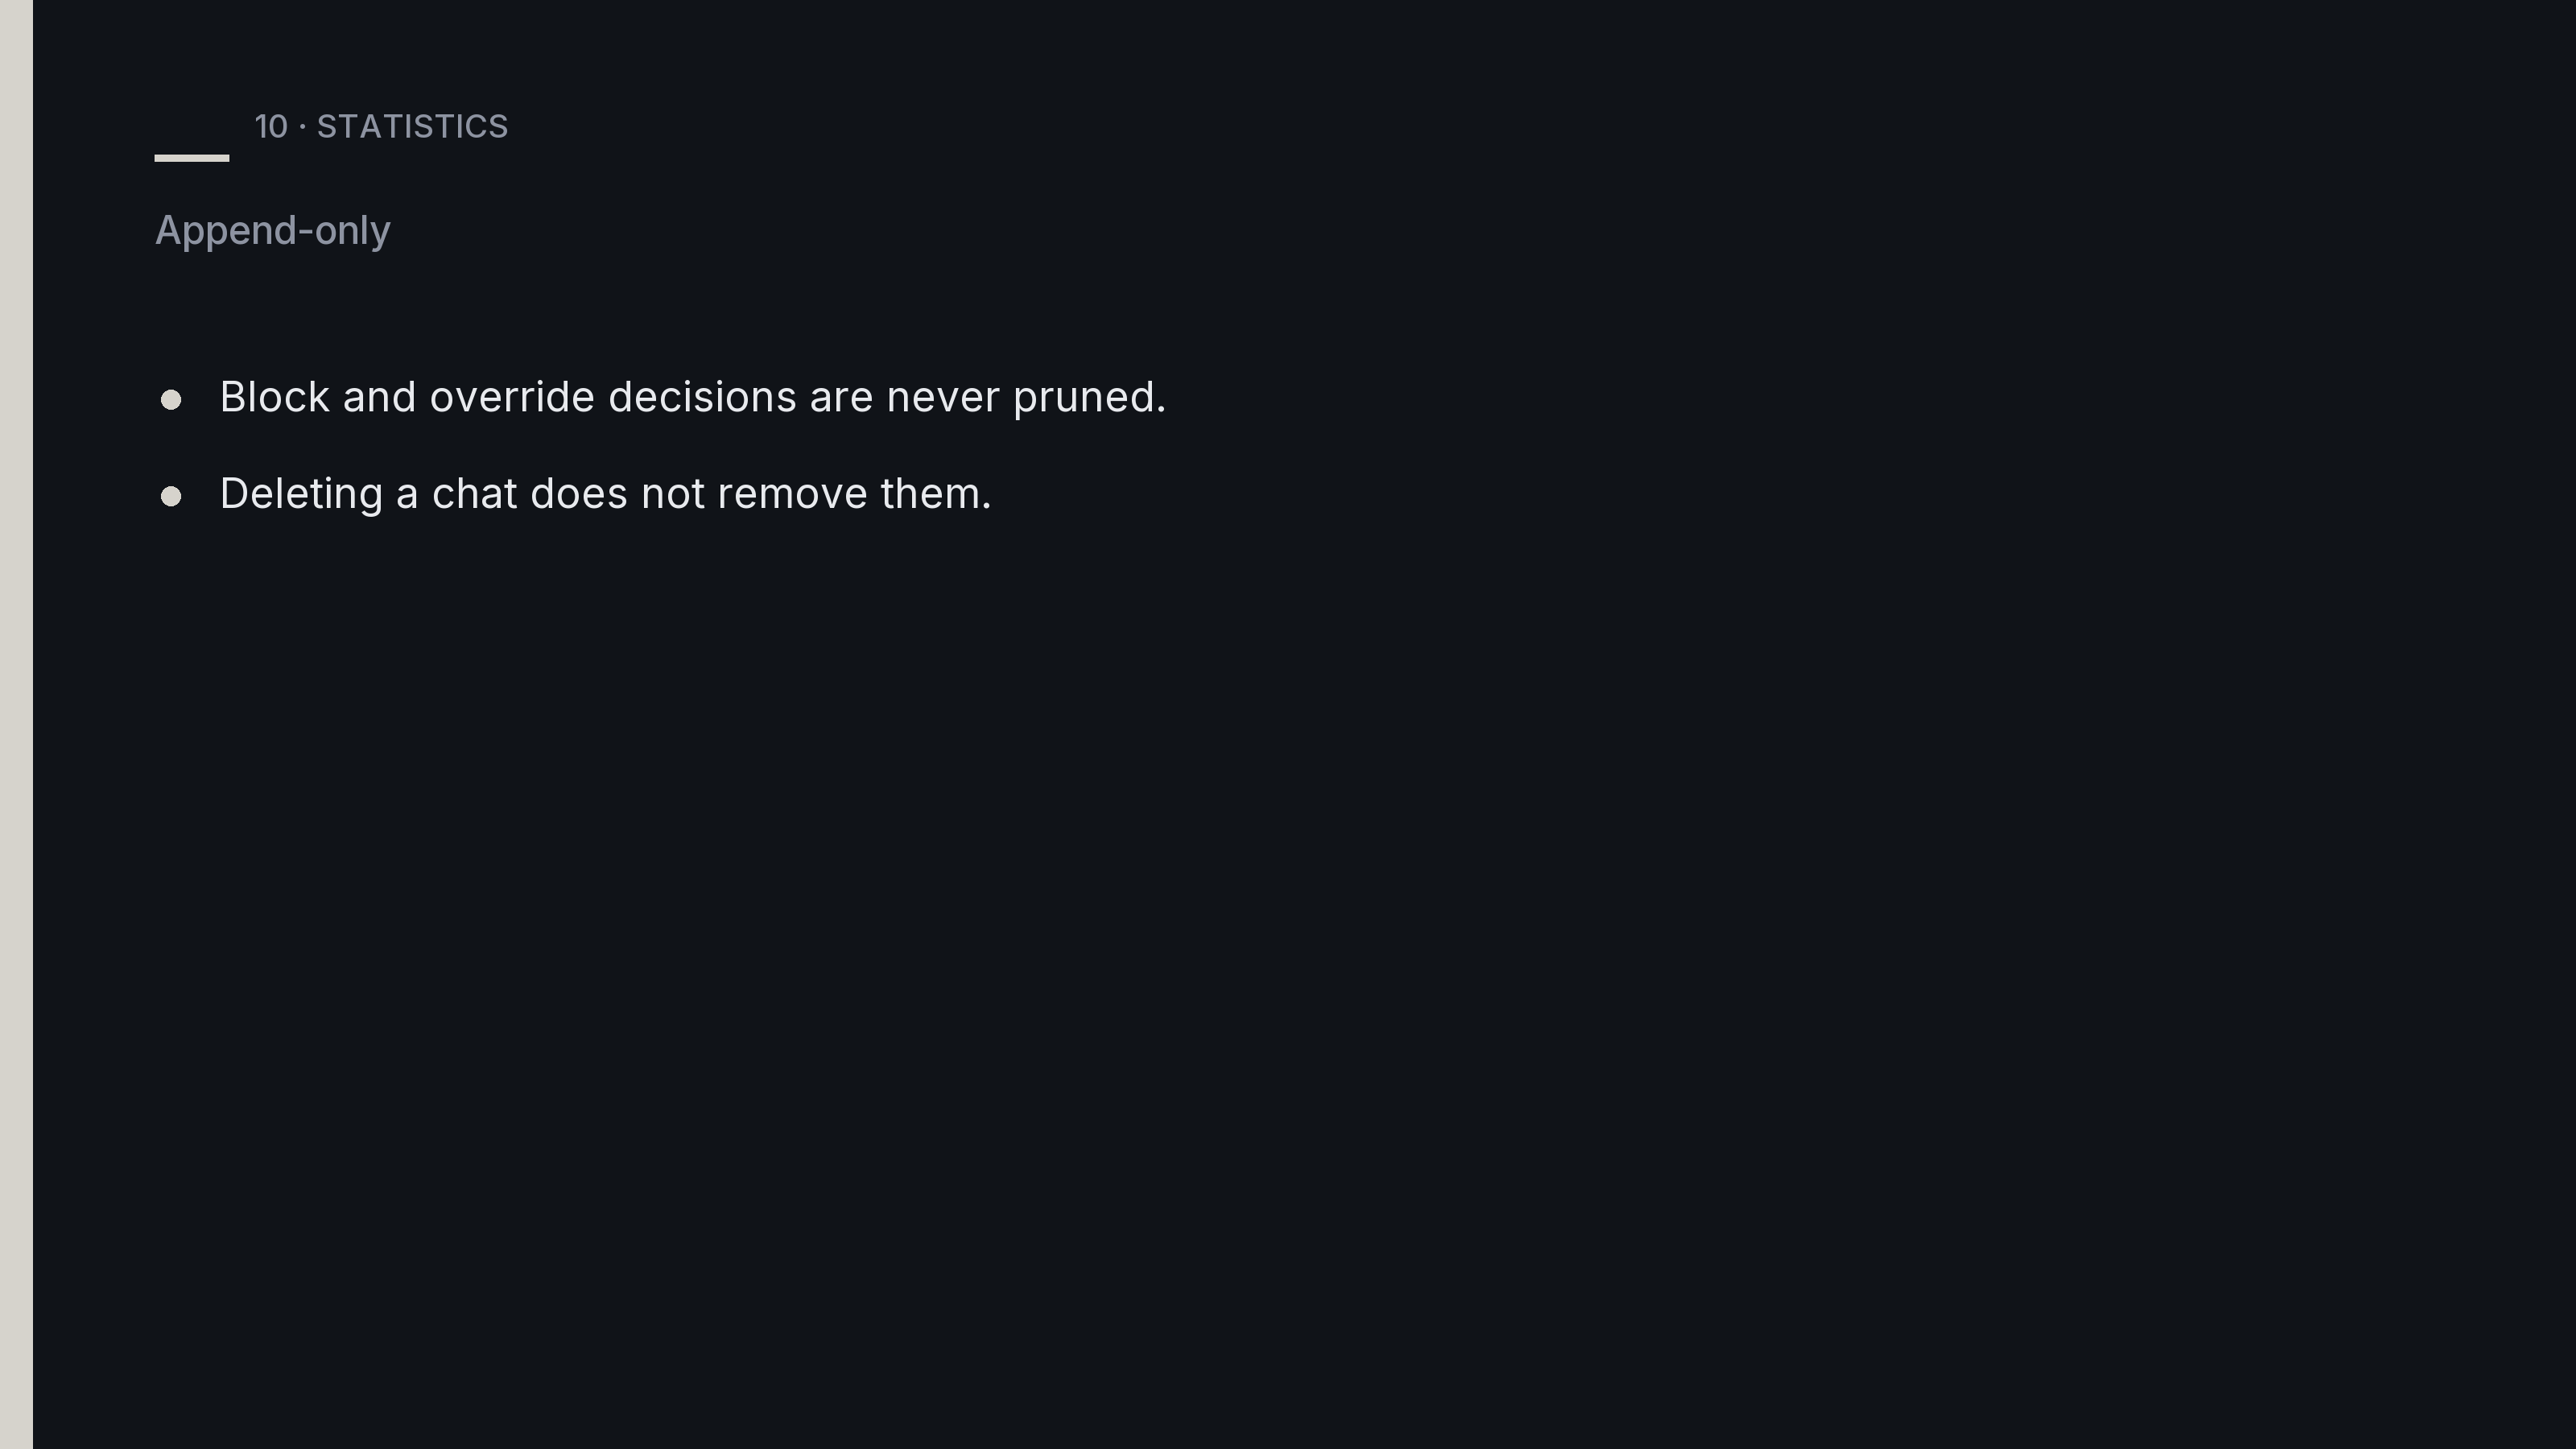 10 · STATISTICS
Append-only
● Block and override decisions are never pruned.
● Deleting a chat does not remove them.